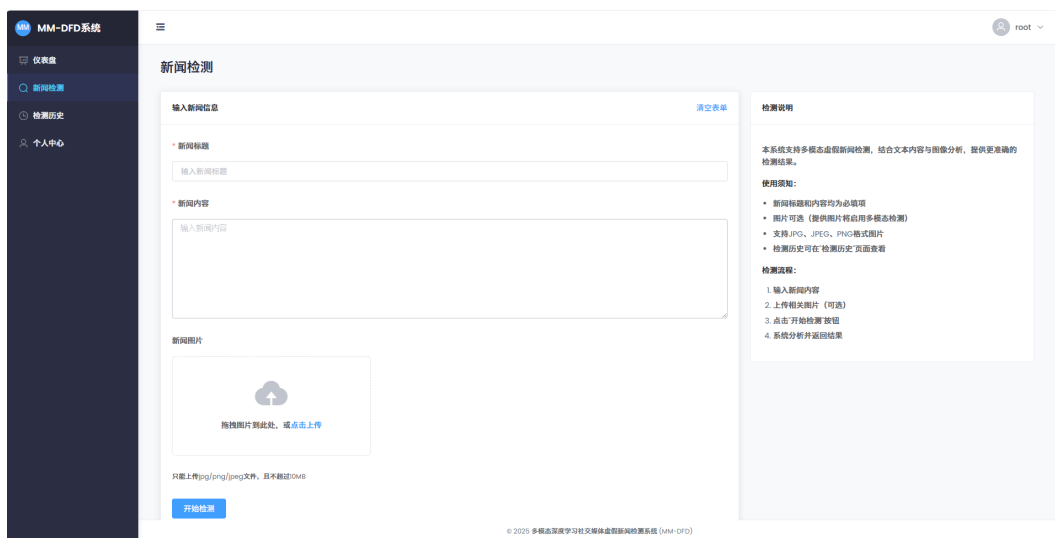 MM MM-DFD系统
root
仪表盘
新闻检测
检测历史
个人中心
新闻检测
输入新闻信息
清空表单
* 新闻标题
输入新闻标题
* 新闻内容
输入新闻内容
新闻图片
拖拽图片到此处，或点击上传
只能上传jpg/png/jpeg文件，且不超过10MB
开始检测
检测说明
本系统支持多模态虚假新闻检测，结合文本内容与图像分析，提供更准确的
检测结果。
使用须知：
• 新闻标题和内容均为必填项
• 图片可选（提供图片将启用多模态检测）
• 支持JPG、JPEG、PNG格式图片
• 检测历史可在"检测历史"页面查看
检测流程：
1. 输入新闻内容
2. 上传相关图片（可选）
3. 点击"开始检测"按钮
4. 系统分析并返回结果
© 2025 多模态深度学习社交媒体虚假新闻检测系统 (MM-DFD)